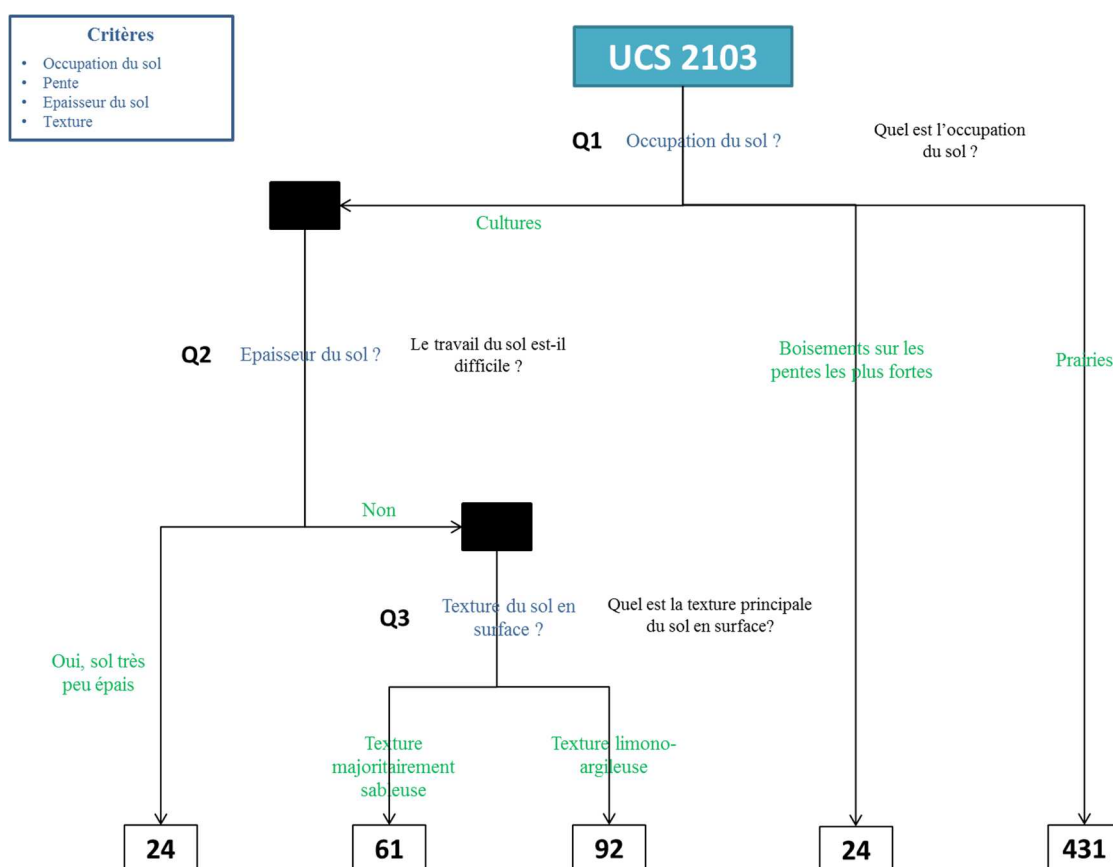 Critères
• Occupation du sol
• Pente
• Epaisseur du sol
• Texture
UCS 2103
Q1 Occupation du sol ?
Quel est l’occupation
du sol ?
Cultures
Q2 Epaisseur du sol ?
Le travail du sol est-il
difficile ?
Boisements sur les
pentes les plus fortes
Prairies
Non
Q3
Texture du sol en
surface ?
Quel est la texture principale
du sol en surface?
Oui, sol très
peu épais
Texture
majoritairement
sableuse
Texture limono-
argileuse
24
61
92
24
431